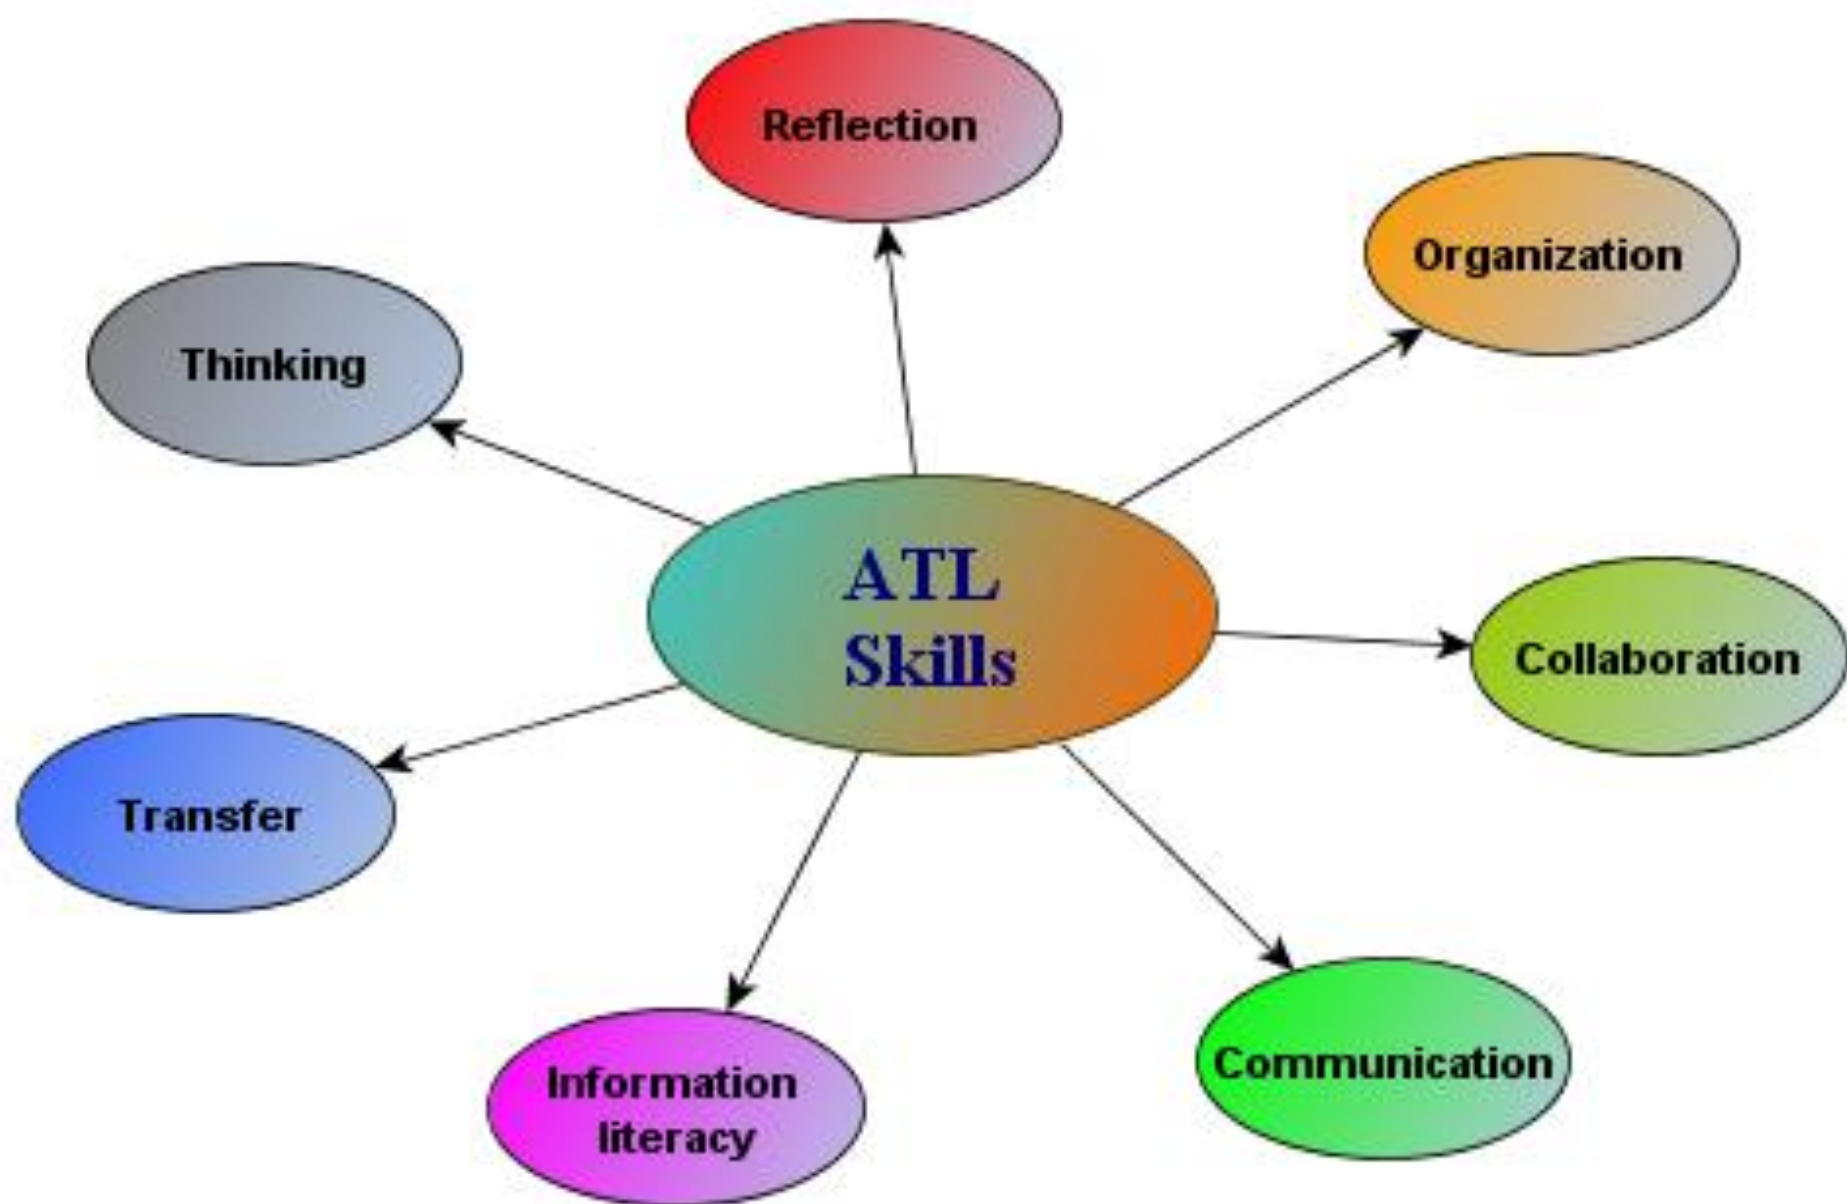 Reflection
Organization
Thinking
ATL
Skills
Collaboration
Transfer
Information
literacy
Communication